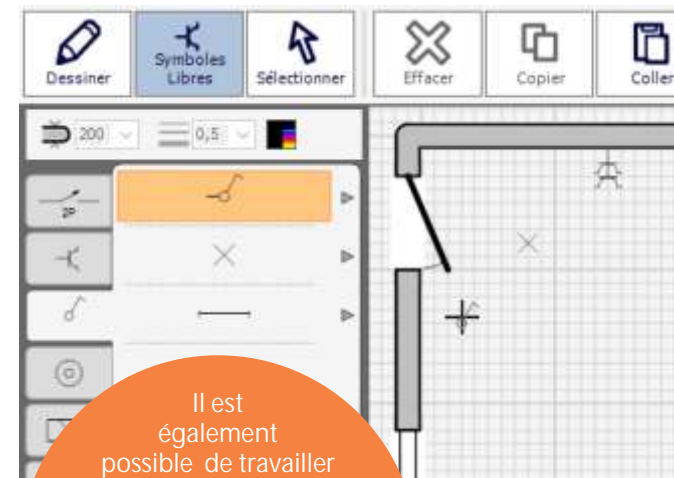 Dessiner
Symboles
Libres
Sélectionner
Effacer
Copier
Coller
200
0,5
2P
Il est
également
possible de travailler